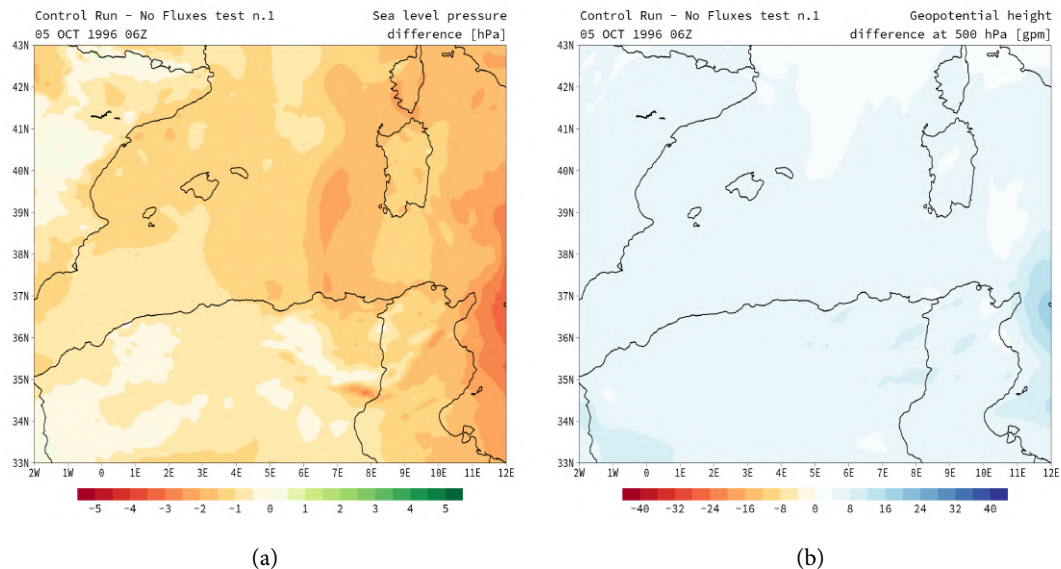 Control Run - No Fluxes test n.1 Sea level pressure
05 OCT 1996 06Z difference [hPa]
43N
42N
41N
40N
39N
38N
37N
36N
35N
34N
33N
2W 1W 0 1E 2E 3E 4E 5E 6E 7E 8E 9E 10E 11E 12E
-5 -4 -3 -2 -1 0 1 2 3 4 5
(a)
Control Run - No Fluxes test n.1 Geopotential height
05 OCT 1996 06Z difference at 500 hPa [gpm]
43N
42N
41N
40N
39N
38N
37N
36N
35N
34N
33N
2W 1W 0 1E 2E 3E 4E 5E 6E 7E 8E 9E 10E 11E 12E
-40 -32 -24 -16 -8 0 8 16 24 32 40
(b)